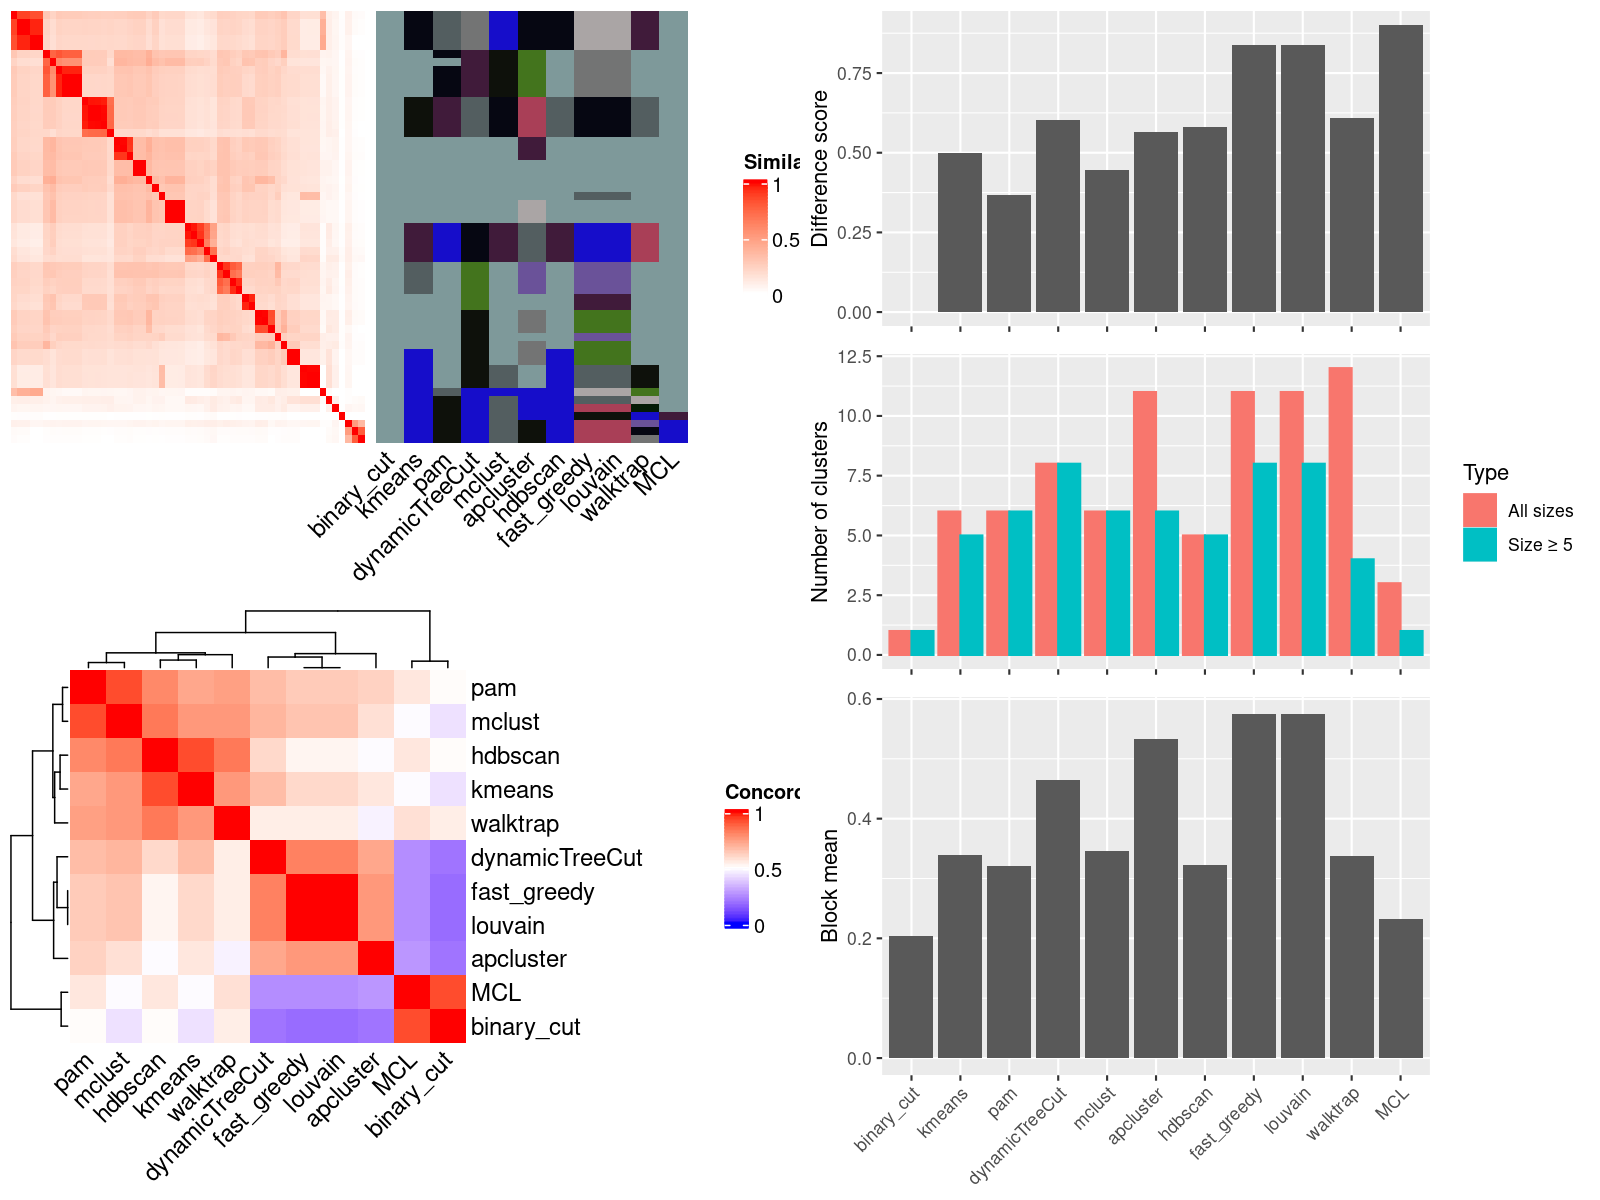 Simila
1
0.5
0
binary_cut
kmeans
pam
dynamicTreeCut
mclust
apcluster
hdbscan
fast_greedy
louvain
walktrap
MCL
pam
mclust
hdbscan
kmeans
walktrap
dynamicTreeCut
fast_greedy
louvain
apcluster
MCL
binary_cut
pam
mclust
hdbscan
kmeans
walktrap
dynamicTreeCut
fast_greedy
louvain
apcluster
MCL
binary_cut
Concord
1
0.5
0
Difference score
0.75
0.50
0.25
0.00
Number of clusters
12.5
10.0
7.5
5.0
2.5
0.0
Type
All sizes
Size ≥ 5
Block mean
0.6
0.4
0.2
0.0
binary_cut
kmeans
pam
dynamicTreeCut
mclust
apcluster
hdbscan
fast_greedy
louvain
walktrap
MCL